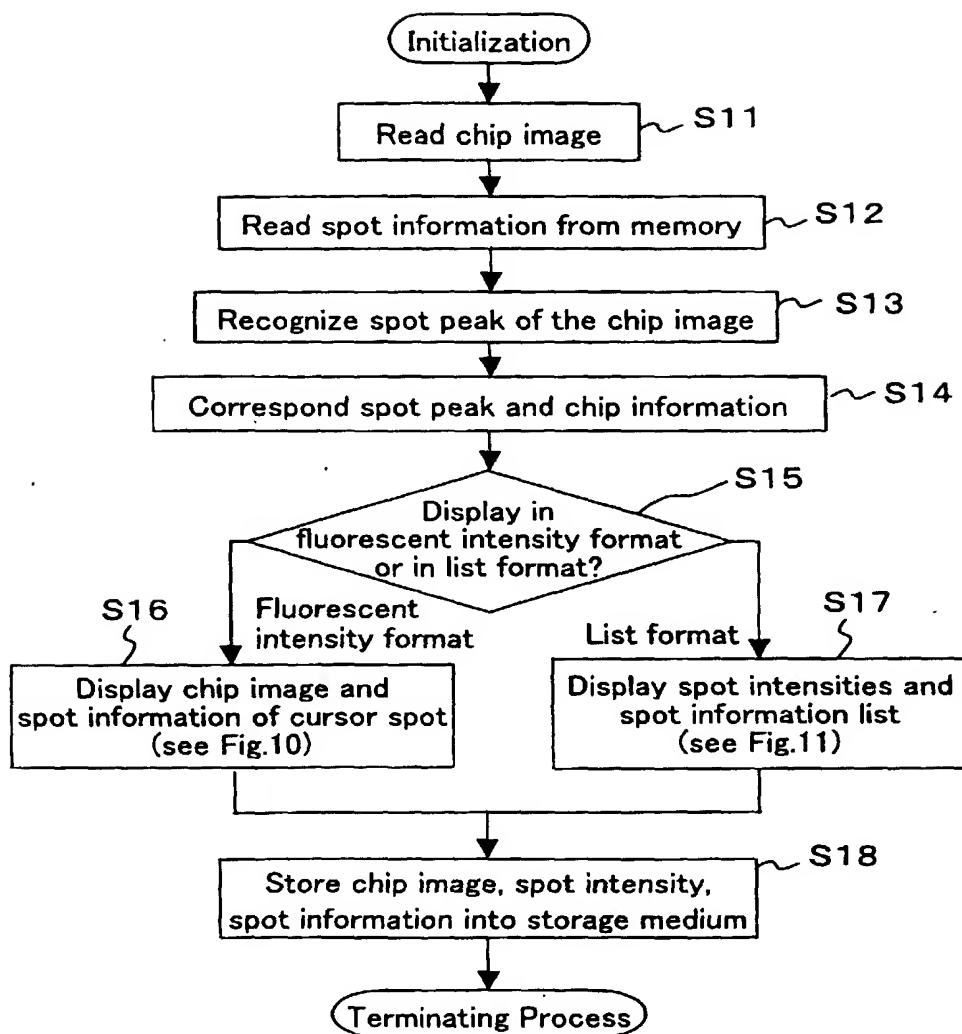 Initialization
S11
Read chip image
S12
Read spot information from memory
S13
Recognize spot peak of the chip image
S14
Correspond spot peak and chip information
S15
Display in
fluorescent intensity format
or in list format?
S16
Fluorescent
intensity format
S17
List format
Display chip image and
spot information of cursor spot
(see Fig.10)
Display spot intensities and
spot information list
(see Fig.11)
S18
Store chip image, spot intensity,
spot information into storage medium
Terminating Process